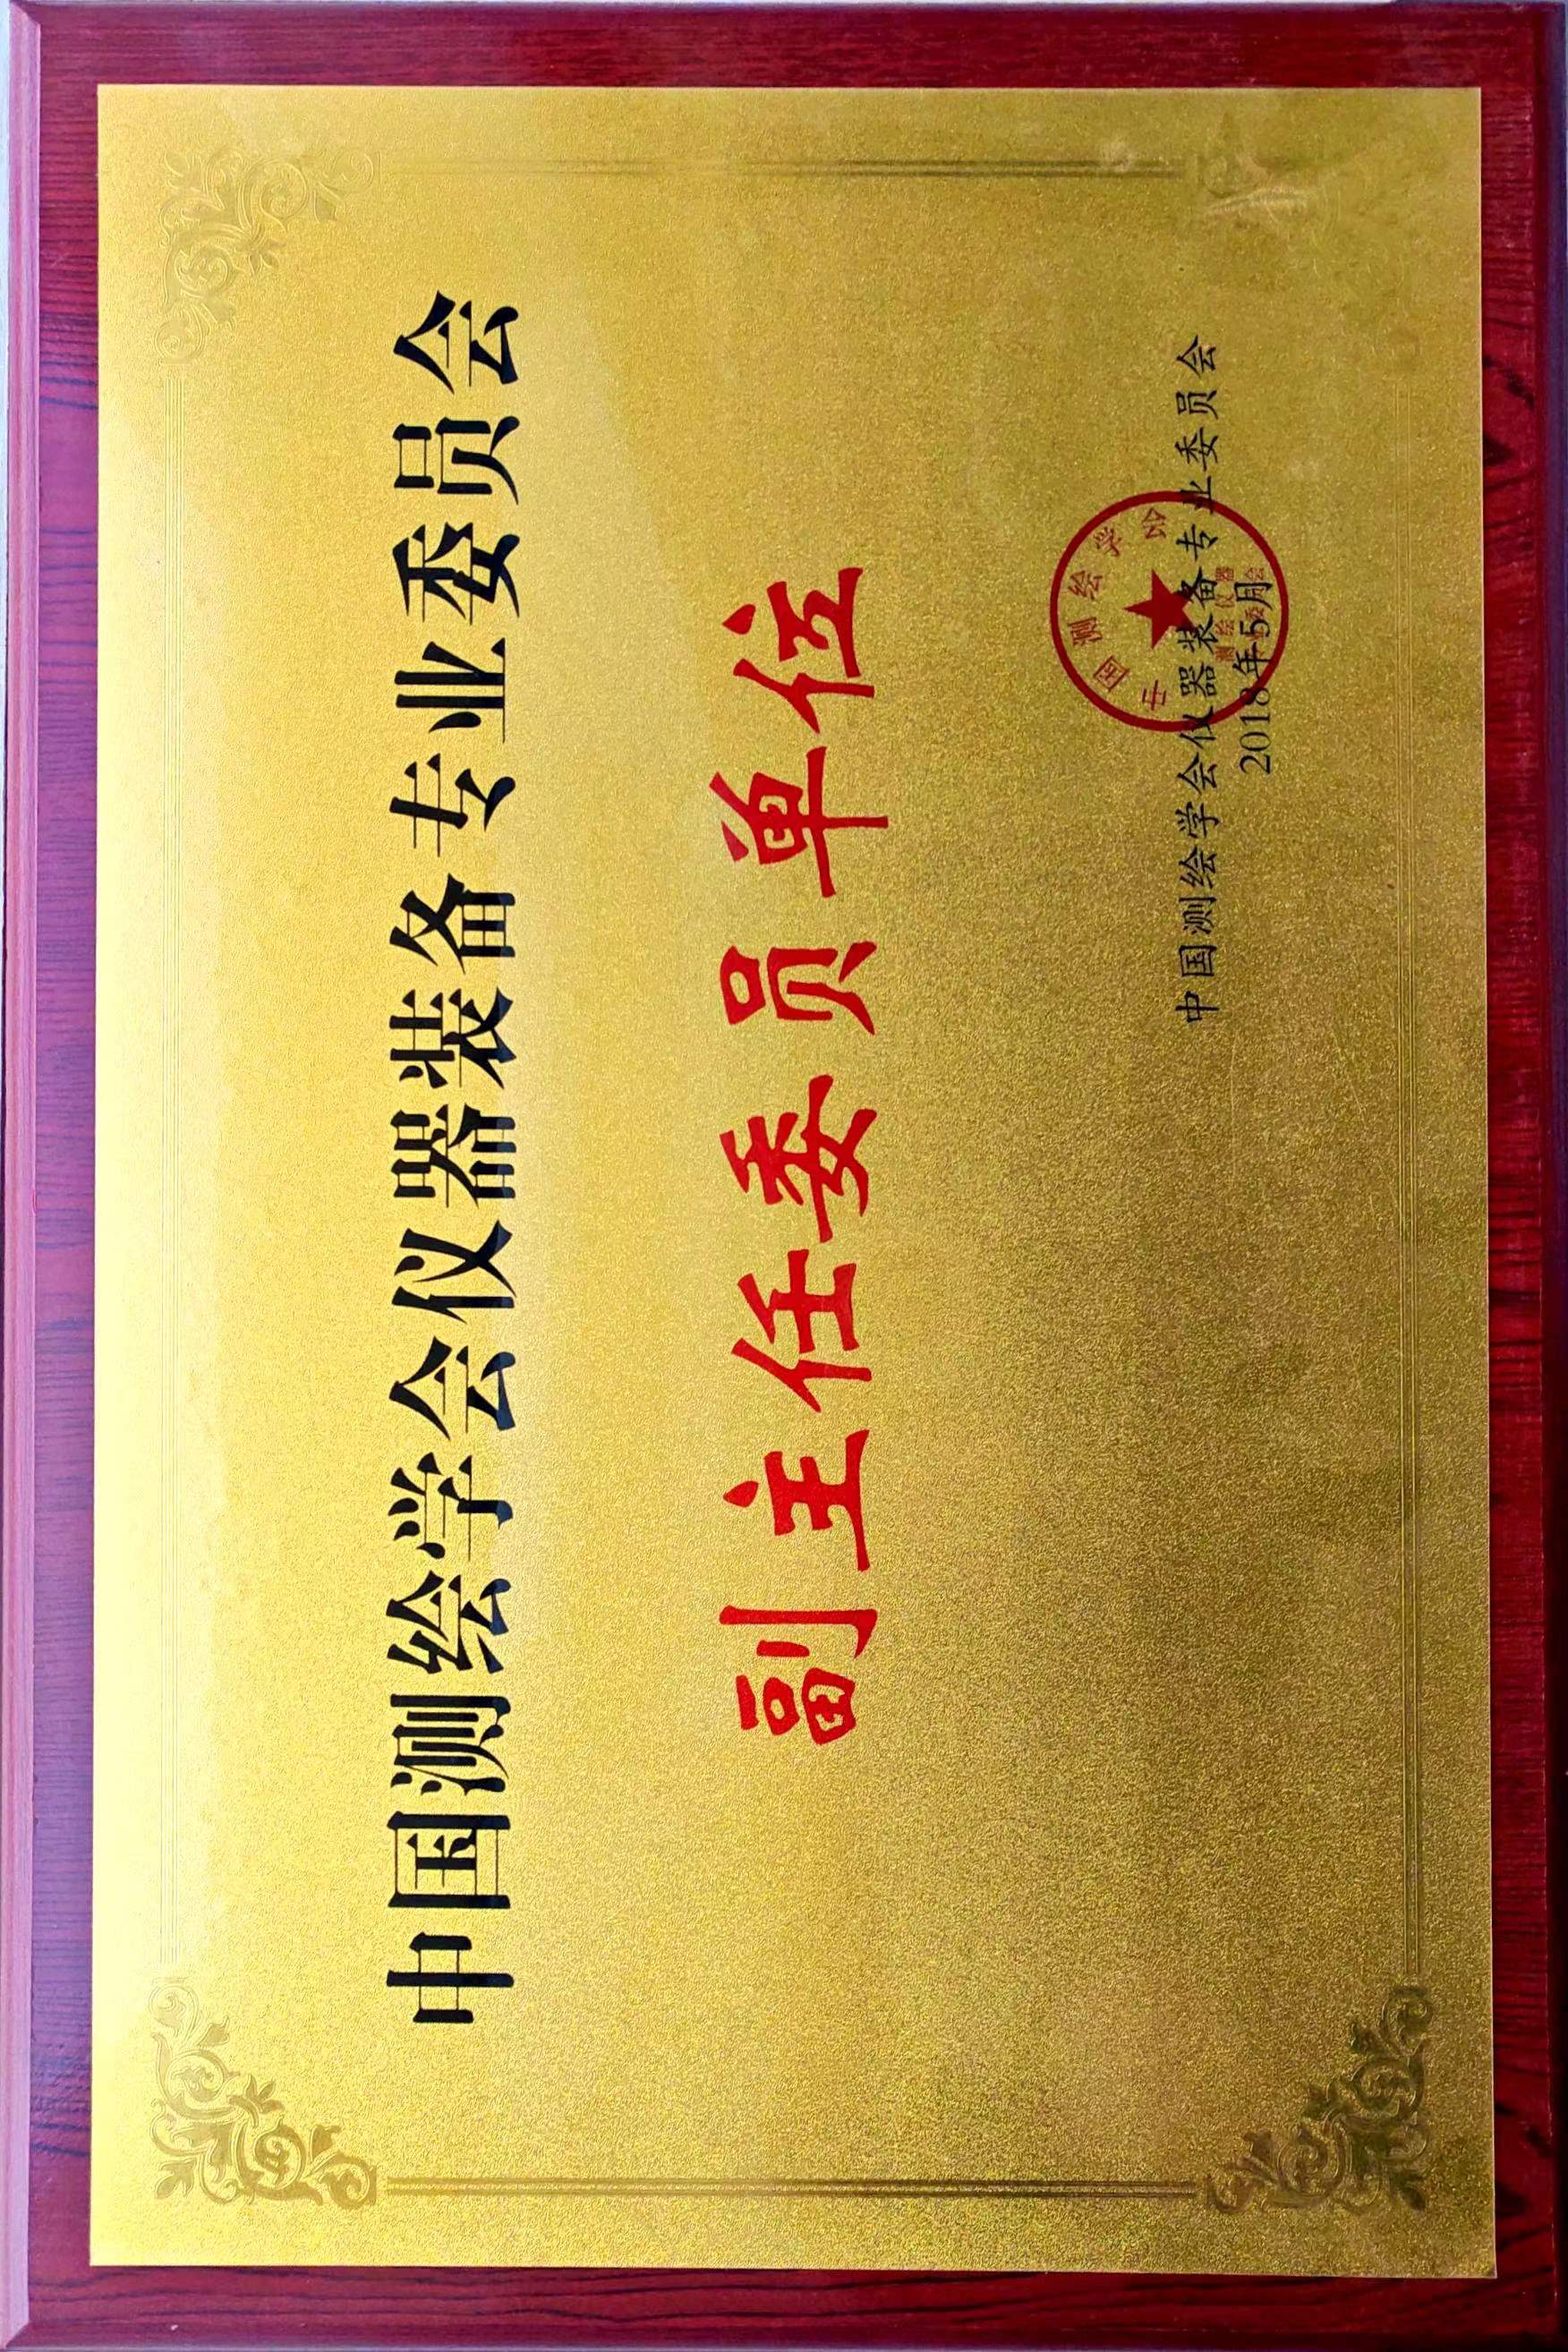 中国测绘学会仪器装备专业委员会
副主任委员单位
中国测绘学会
中国测绘学会仪器装备专业委员会
测绘仪器
专业委员会
2018年5月